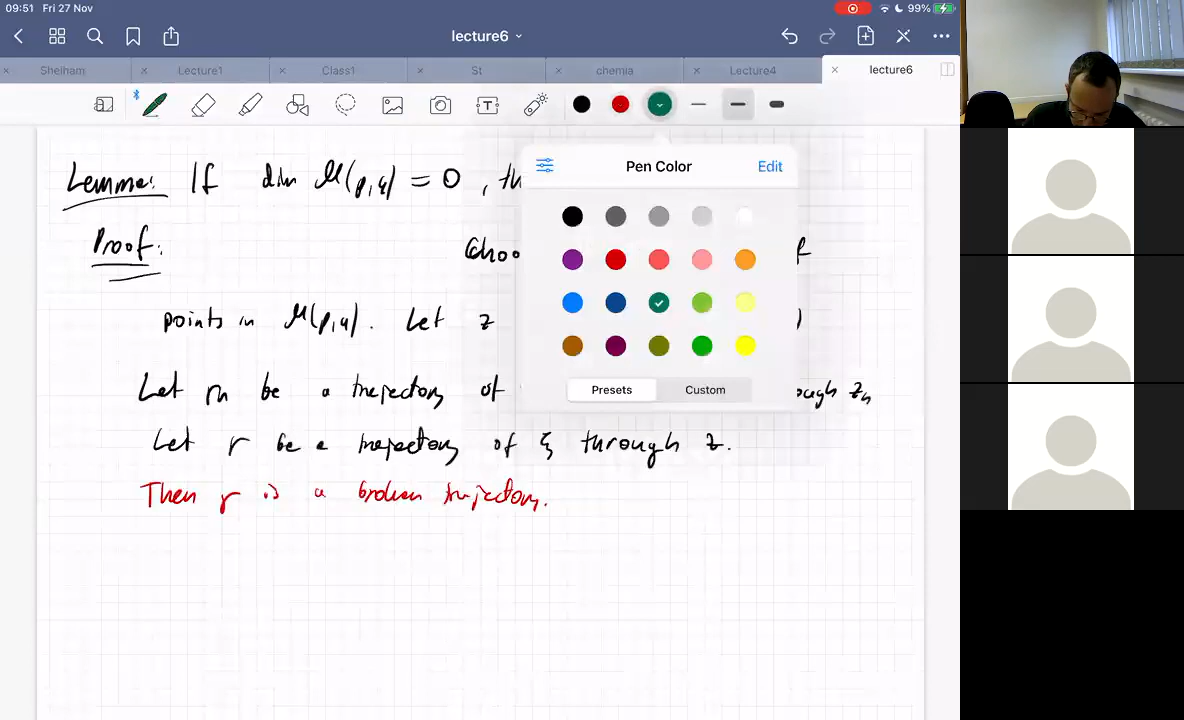 09:51 Fri 27 Nov
99%
lecture6
Shelham
Lecture1
Class1
St
chemia
Lecture4
lecture6
Pen Color
Edit
Presets
Custom
Lemma: If dim M(p,q) = 0, th
Proof: Choo
points in M(p,q). Let z
Let γn be a trajectory of ough zn
Let γ be a trajectory of ξ through z.
Then γ is a broken trajectory.